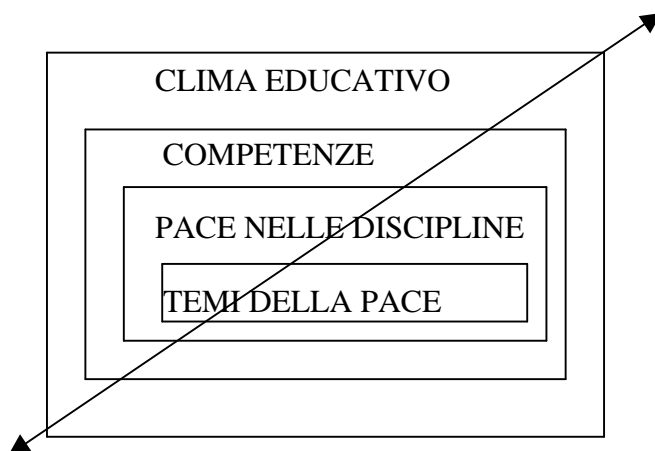 CLIMA EDUCATIVO
COMPETENZE
PACE NELLE DISCIPLINE
TEMI DELLA PACE